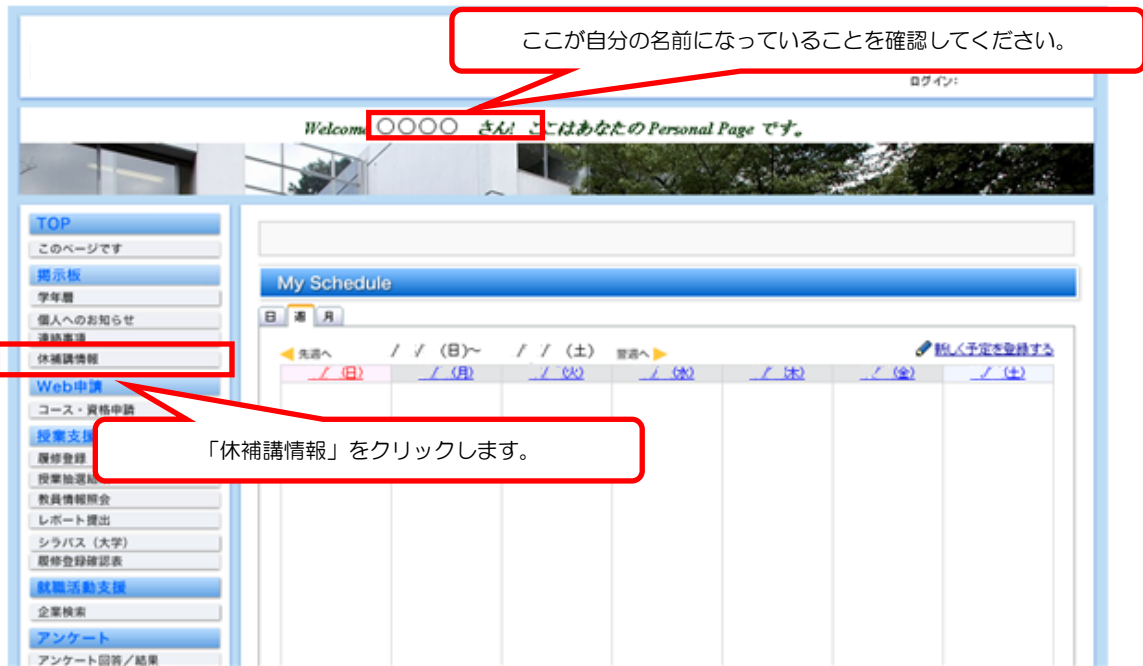 ここが自分の名前になっていることを確認してください。
ログイン:
Welcome ○○○○ さん! ここはあなたの Personal Page です。
TOP
このページです
掲示板
学年暦
個人へのお知らせ
連絡事項
休補講情報
Web申請
コース・資格申請
授業支援
履修登録
授業抽選結
教員情報照会
レポート提出
シラバス（大学）
履修登録確認表
就職活動支援
企業検索
アンケート
アンケート回答／結果
My Schedule
日 週 月
先週へ / / (日)～ / / (土) 翌週へ
新しく予定を登録する
/ (日) / (月) / (火) / (水) / (木) / (金) / (土)
「休補講情報」をクリックします。